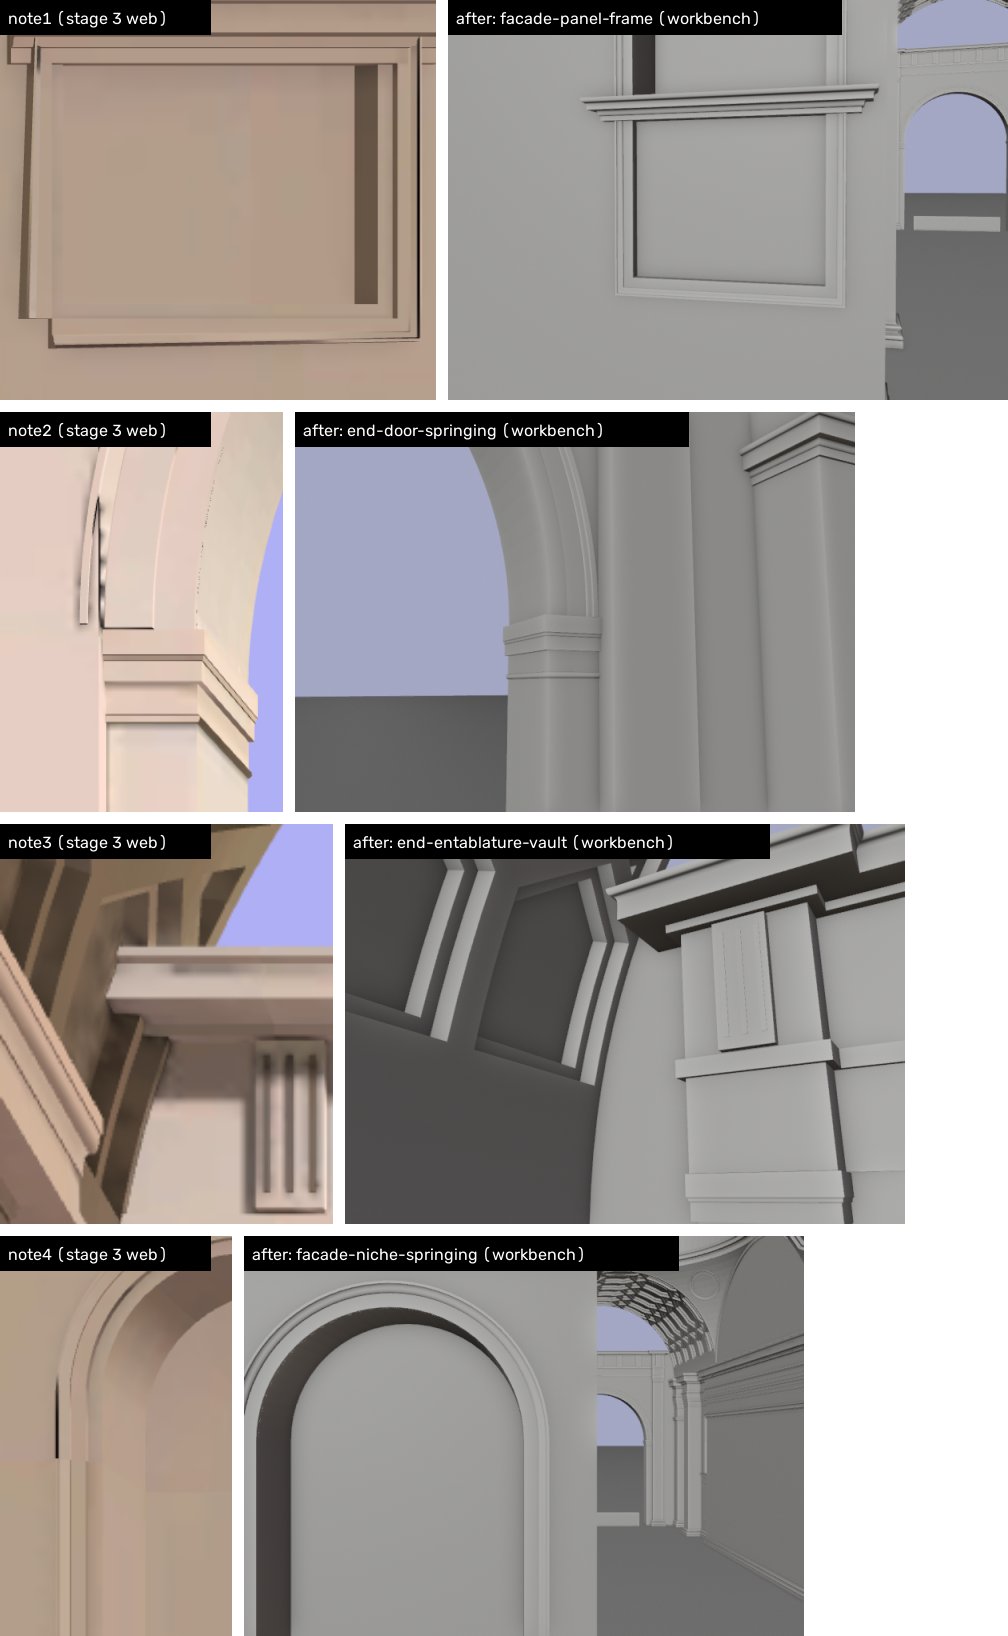 note1 (stage 3 web)
after: facade-panel-frame (workbench)
note2 (stage 3 web)
after: end-door-springing (workbench)
note3 (stage 3 web)
after: end-entablature-vault (workbench)
note4 (stage 3 web)
after: facade-niche-springing (workbench)